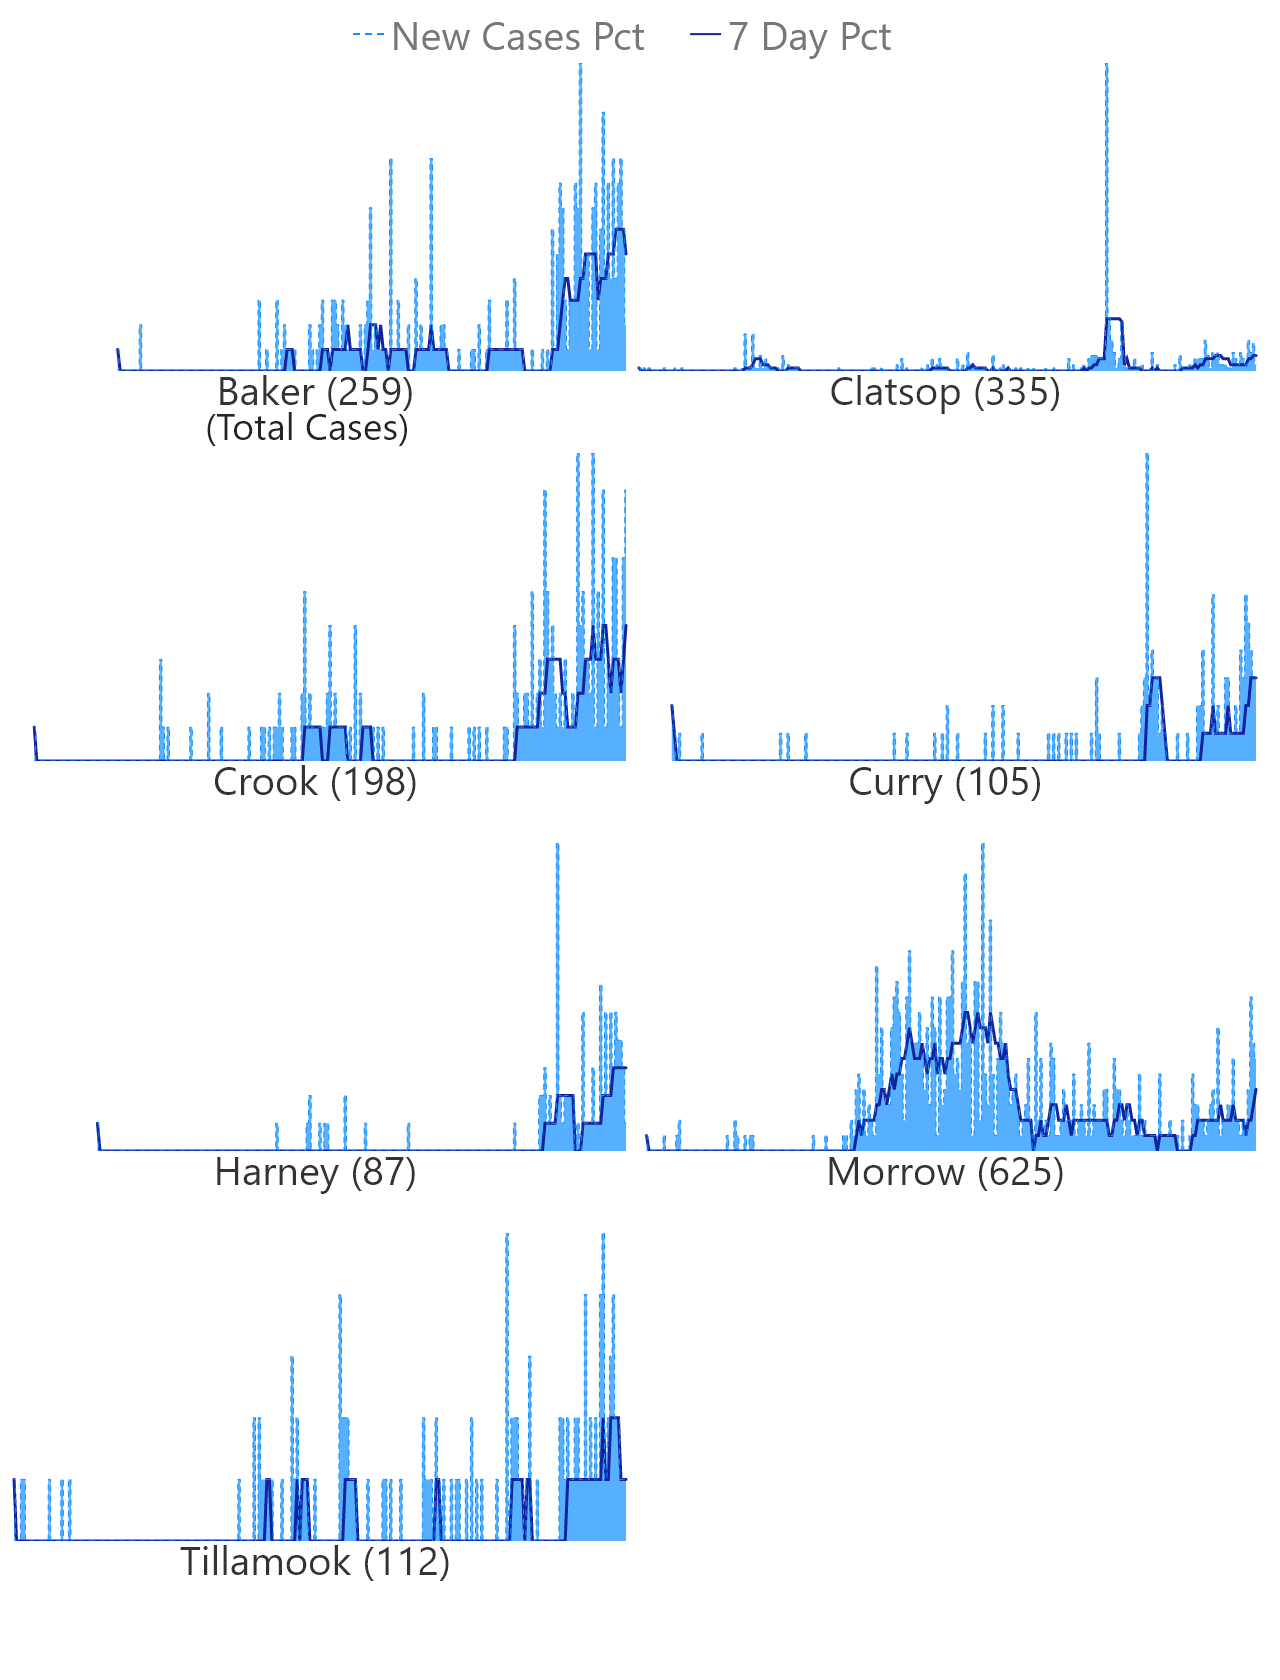 New Cases Pct 7 Day Pct
Baker (259) Clatsop (335)
(Total Cases)
Crook (198) Curry (105)
Harney (87) Morrow (625)
Tillamook (112)